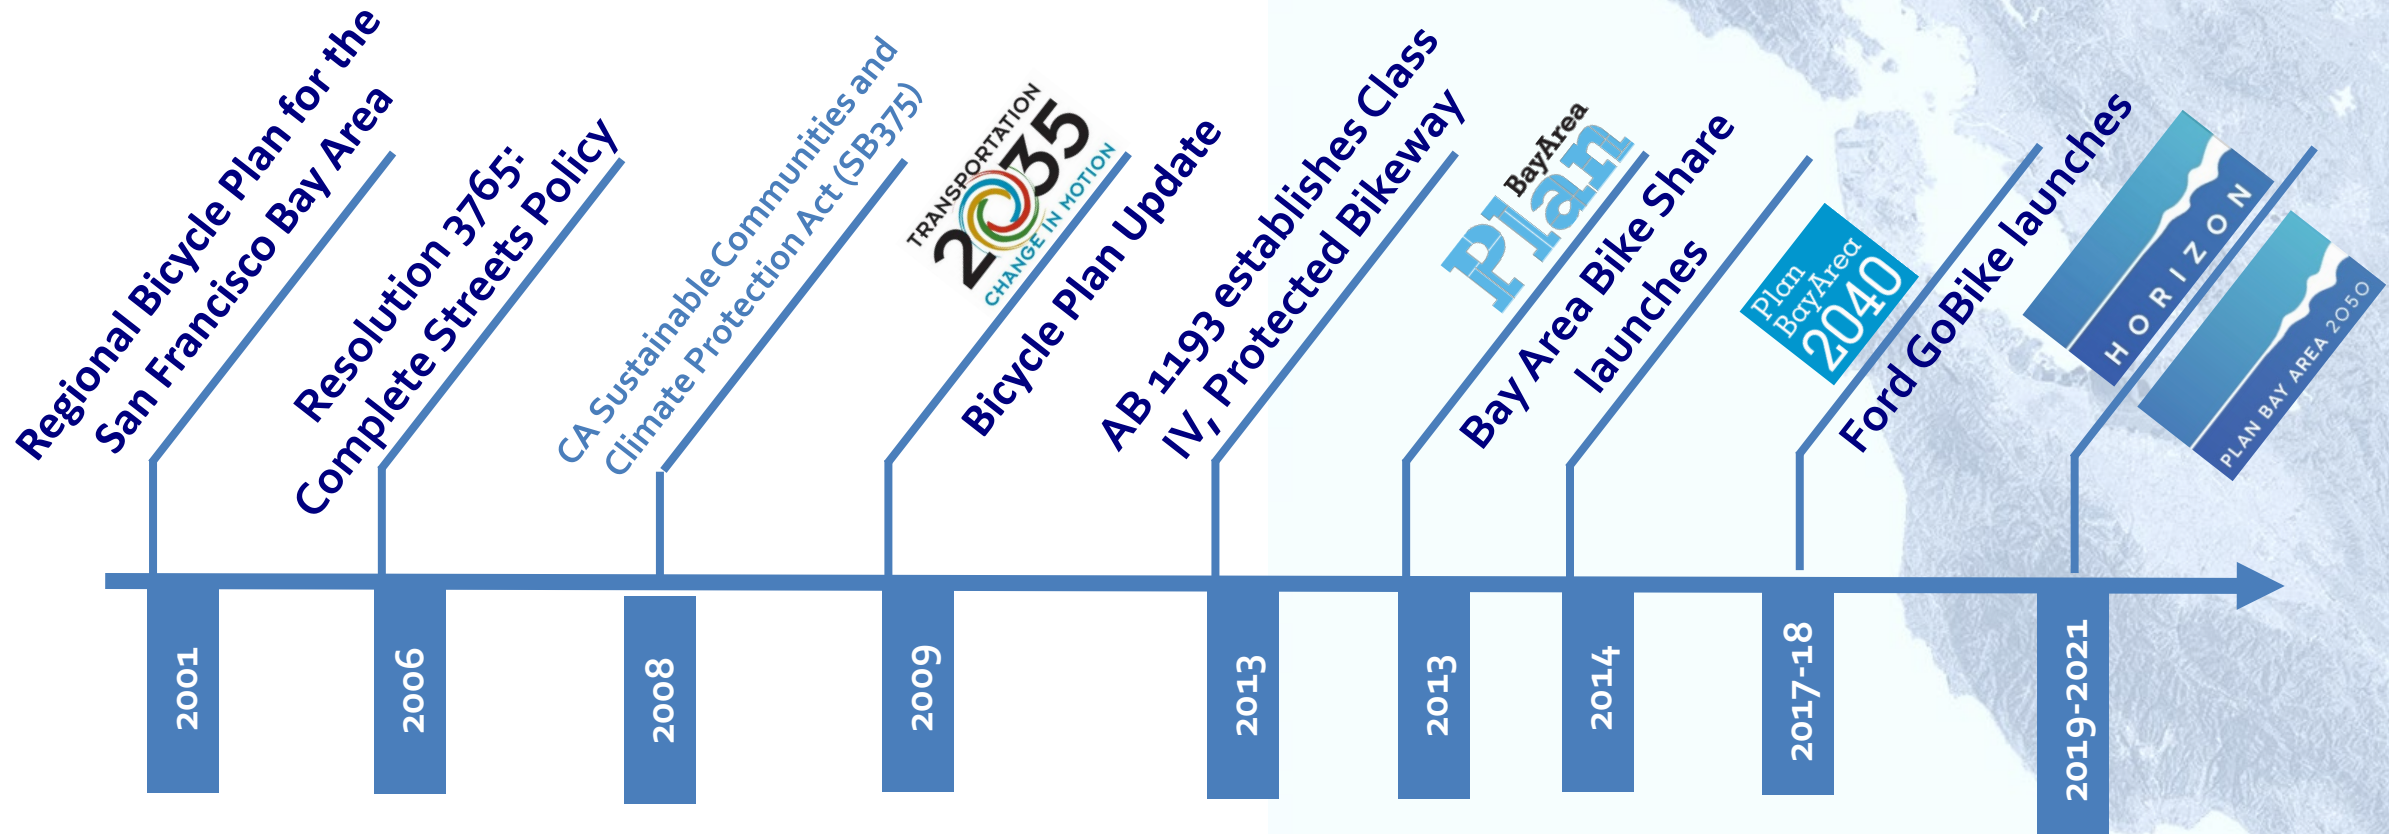 Regional Bicycle Plan for the
San Francisco Bay Area
Resolution 3765:
Complete Streets Policy
CA Sustainable Communities and
Climate Protection Act (SB375)
TRANSPORTATION
2035
CHANGE IN MOTION
Bicycle Plan Update
AB 1193 establishes Class
IV, Protected Bikeway
BayArea
Plan
Bay Area Bike Share
launches
Plan
BayArea
2040
Ford GoBike launches
HORIZON
PLAN BAY AREA 2050
2001
2006
2008
2009
2013
2013
2014
2017-18
2019-2021